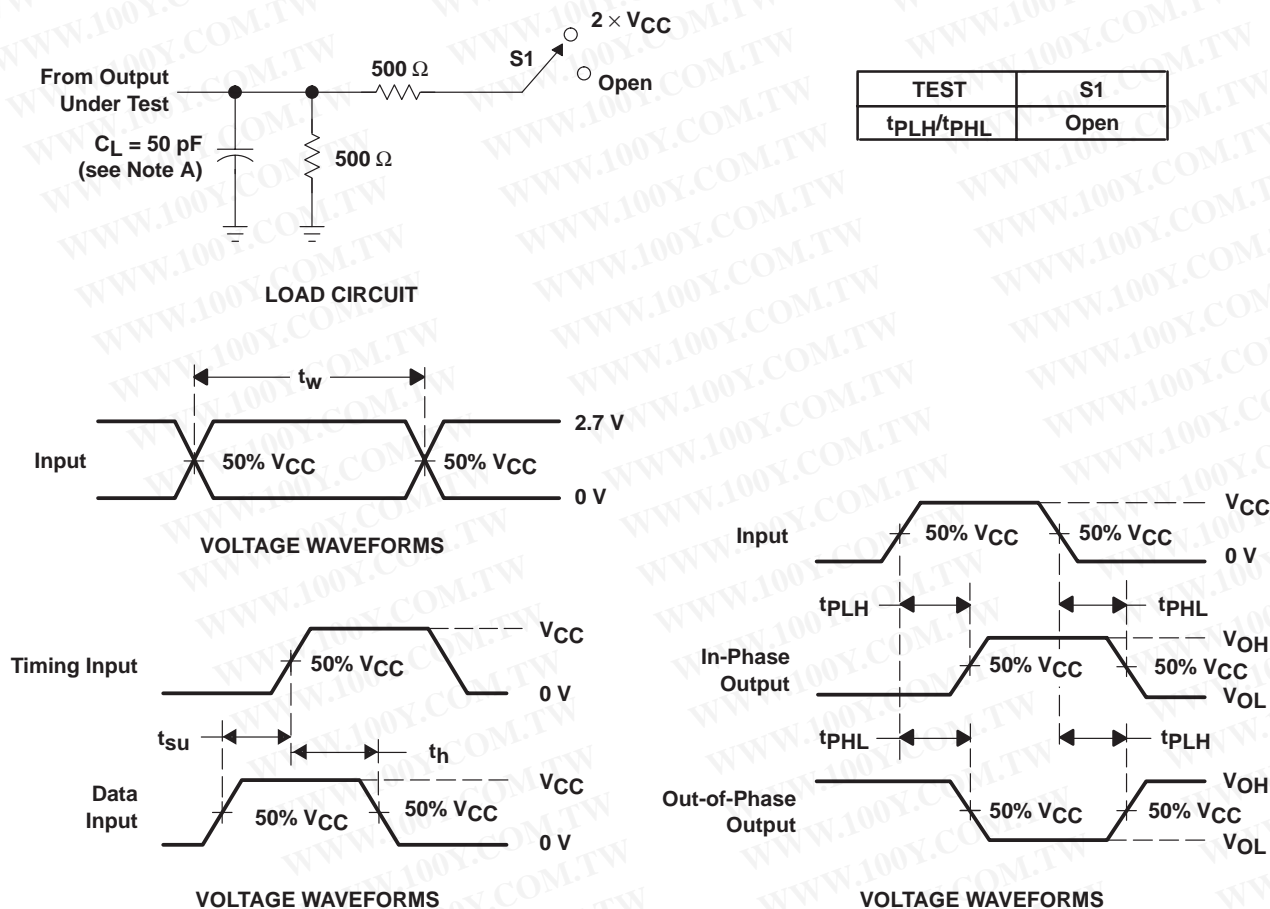 2 × VCC
S1
500 Ω
Open
From Output
Under Test
CL = 50 pF
(see Note A)
500 Ω
LOAD CIRCUIT
TEST S1
tPLH/tPHL Open
tw
2.7 V
Input
50% VCC
50% VCC
0 V
VOLTAGE WAVEFORMS
Timing Input
VCC
50% VCC
0 V
tsu
th
Data
Input
VCC
50% VCC
50% VCC
0 V
VOLTAGE WAVEFORMS
Input
VCC
50% VCC
50% VCC
0 V
tPLH
tPHL
In-Phase
Output
VOH
50% VCC
50% VCC
VOL
tPHL
tPLH
Out-of-Phase
Output
VOH
50% VCC
50% VCC
VOL
VOLTAGE WAVEFORMS
WWW.100Y.COM.TW